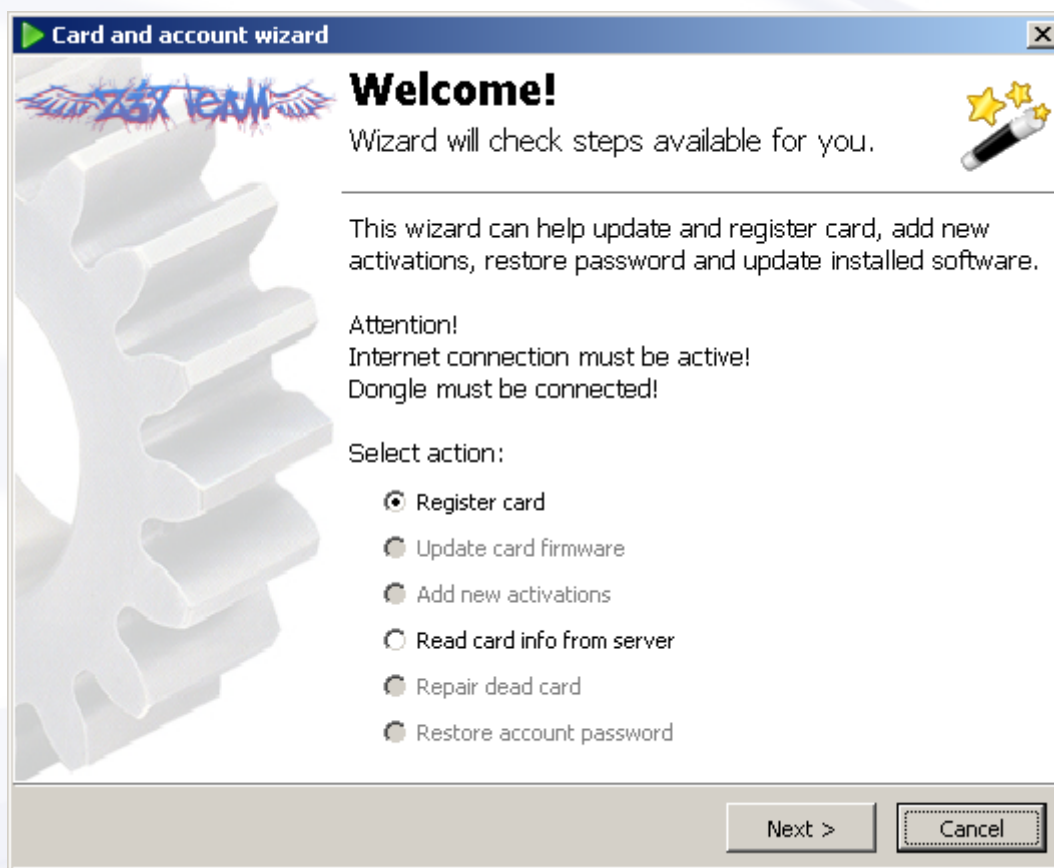 Card and account wizard
Z3X TEAM
Welcome!
Wizard will check steps available for you.
This wizard can help update and register card, add new
activations, restore password and update installed software.
Attention!
Internet connection must be active!
Dongle must be connected!
Select action:
Register card
Update card firmware
Add new activations
Read card info from server
Repair dead card
Restore account password
Next >
Cancel